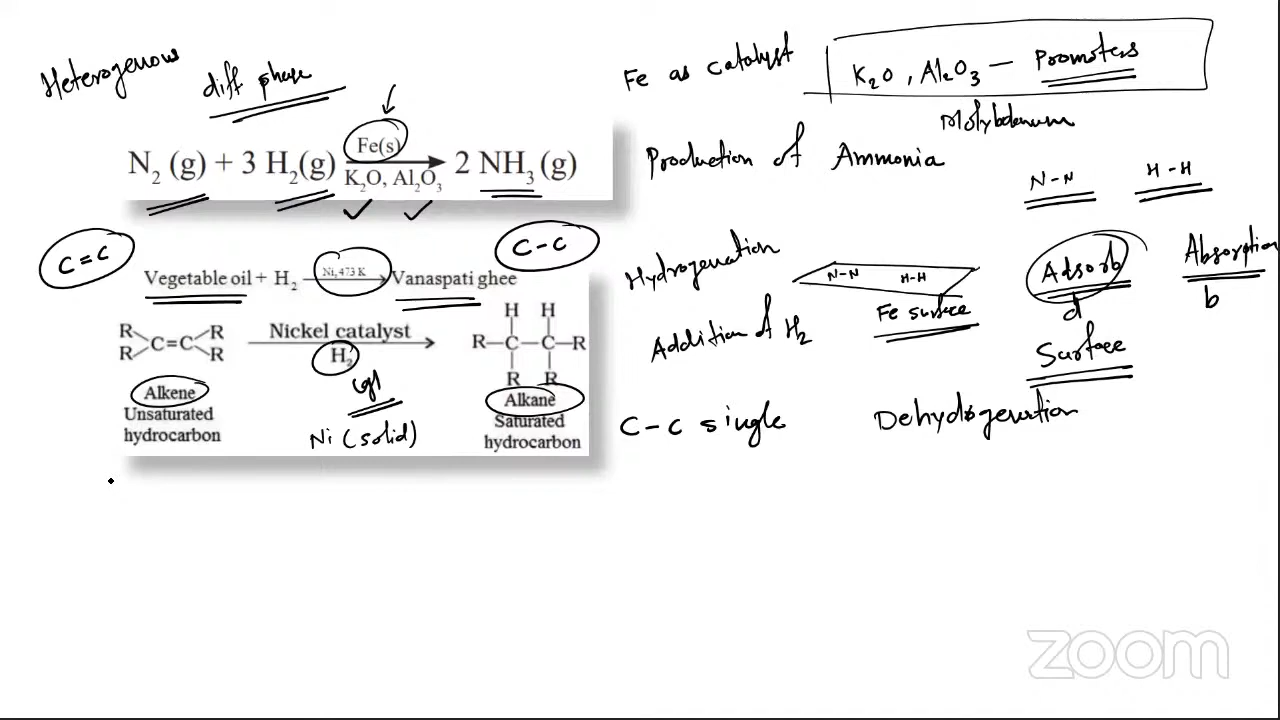 Heterogenous
diff phase
Fe as catalyst
K₂O, Al₂O₃ — Promoters
Molybdenum
N₂ (g) + 3 H₂(g) Fe(s) K₂O, Al₂O₃ 2 NH₃ (g)
Production of Ammonia
N-N H-H
C=C
C-C
Vegetable oil + H₂ Ni, 473 K Vanaspati ghee
Hydrogenation
N-N H-H
Fe surface
Adsorb
d
Absorption
b
Surface
Addition of H₂
R R C=C R R
Nickel catalyst
H₂
(g)
Ni (solid)
H H
R—C—C—R
R R
Alkene
Unsaturated
hydrocarbon
Alkane
Saturated
hydrocarbon
C-C single
Dehydrogenation
zoom